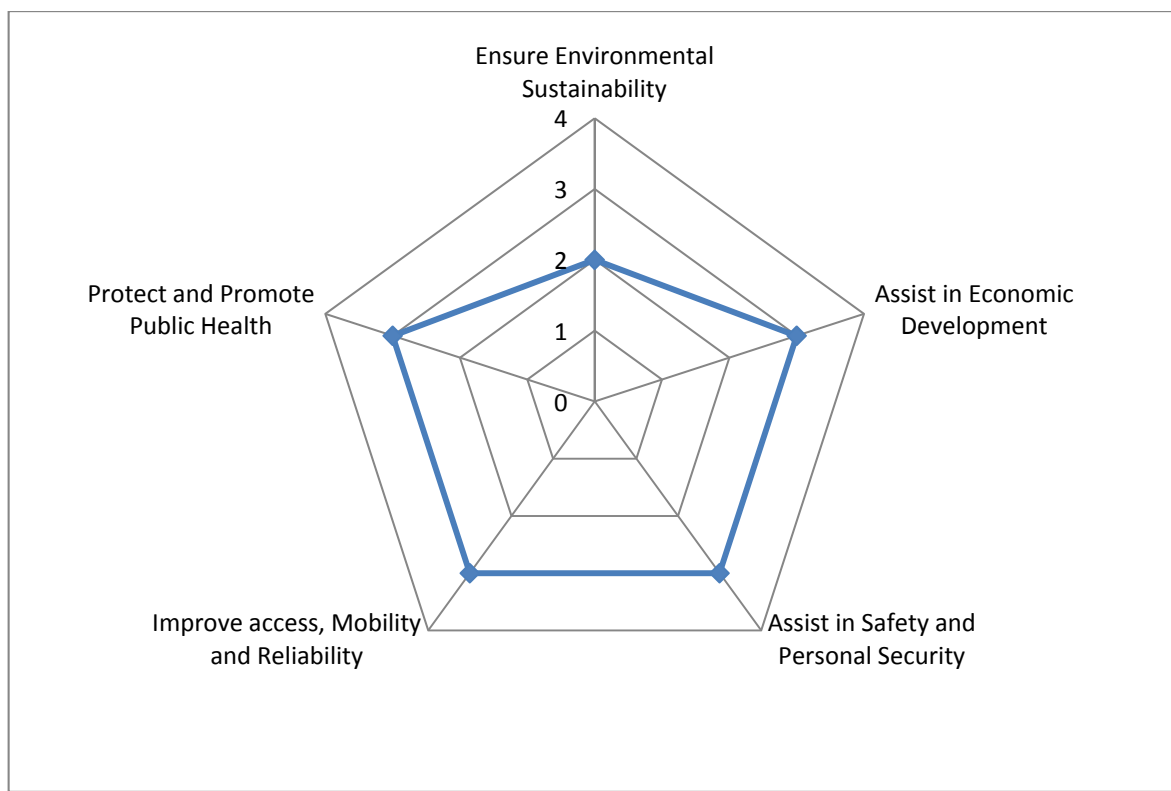 Ensure Environmental
Sustainability
4
3
2
1
0
Assist in Economic
Development
Protect and Promote
Public Health
Improve access, Mobility
and Reliability
Assist in Safety and
Personal Security